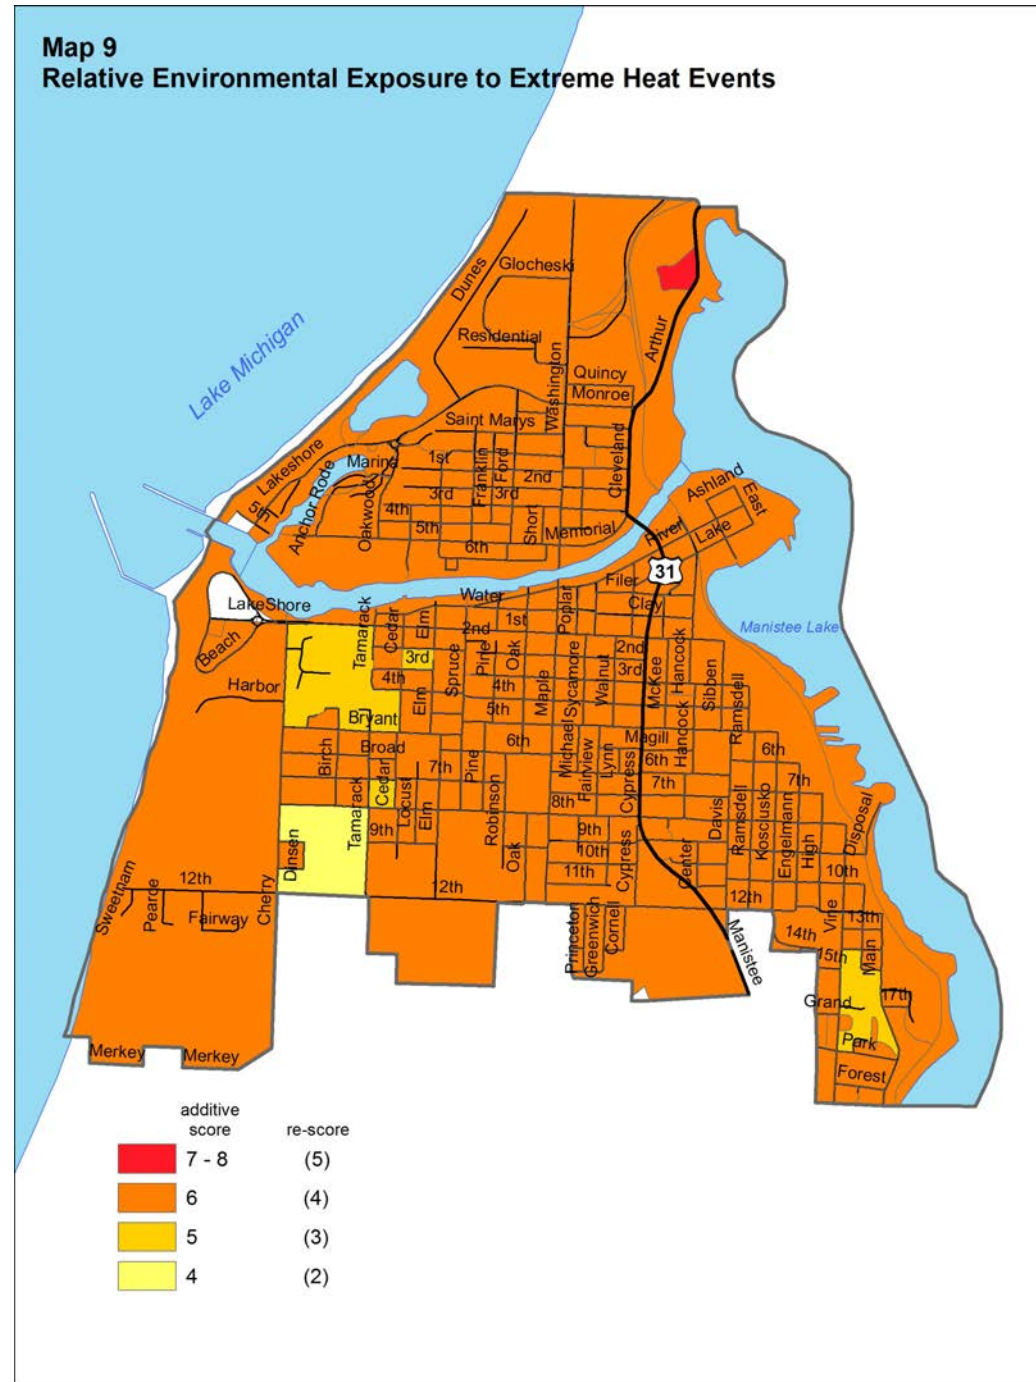 Map 9
Relative Environmental Exposure to Extreme Heat Events
Lake Michigan
Dunes
Glocheski
Residential
Washington
Arthur
Quincy
Monroe
Saint Marys
Cleveland
Lakeshore
5th
Anchor Rode
Marina
Oakwood
1st
Franklin
Ford
2nd
3rd
3rd
4th
5th
6th
Short
Memorial
Ashland
East
River
Lake
31
Filer
Clay
Water
LakeShore
Beach
Manistee Lake
Tamarack
Cedar
Elm
2nd
1st
Poplar
3rd
4th
Spruce
Pine
Oak
4th
5th
Maple
Sycamore
Walnut
2nd
3rd
McKee
Hancock
Sibben
Ramsdell
Harbor
Bryant
Elm
Birch
Broad
Cedar
Locust
7th
Pine
6th
Michael
Fairview
Lynn
Cypress
Magill
6th
Hancock
7th
6th
7th
Tamarack
9th
Elm
Robinson
8th
9th
10th
11th
Oak
Cypress
Center
Davis
Ramsdell
Kosciusko
Engelmann
High
Disposal
10th
Dinsen
12th
12th
12th
Sweetnam
Pearce
Fairway
Cherry
Princeton
Greenwich
Cornell
Manistee
Vine
13th
14th
15th
Main
Grand
17th
Park
Forest
Merkey
Merkey
additive
score
re-score
7 - 8 (5)
6 (4)
5 (3)
4 (2)